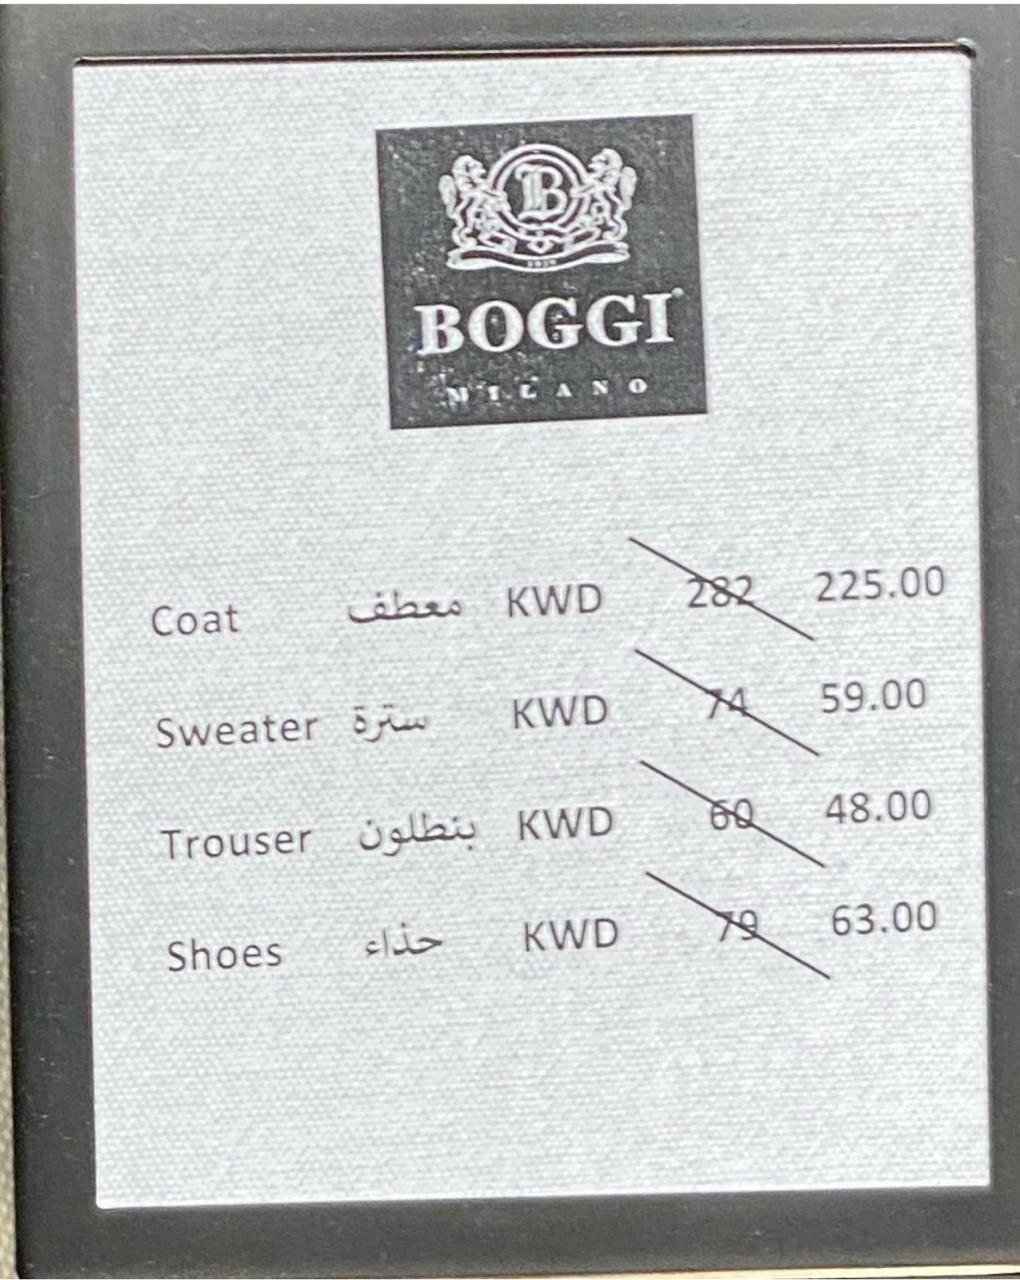 B
1939
BOGGI
MILANO
Coat معطف KWD 282 225.00
Sweater سترة KWD 74 59.00
Trouser بنطلون KWD 60 48.00
Shoes حذاء KWD 79 63.00